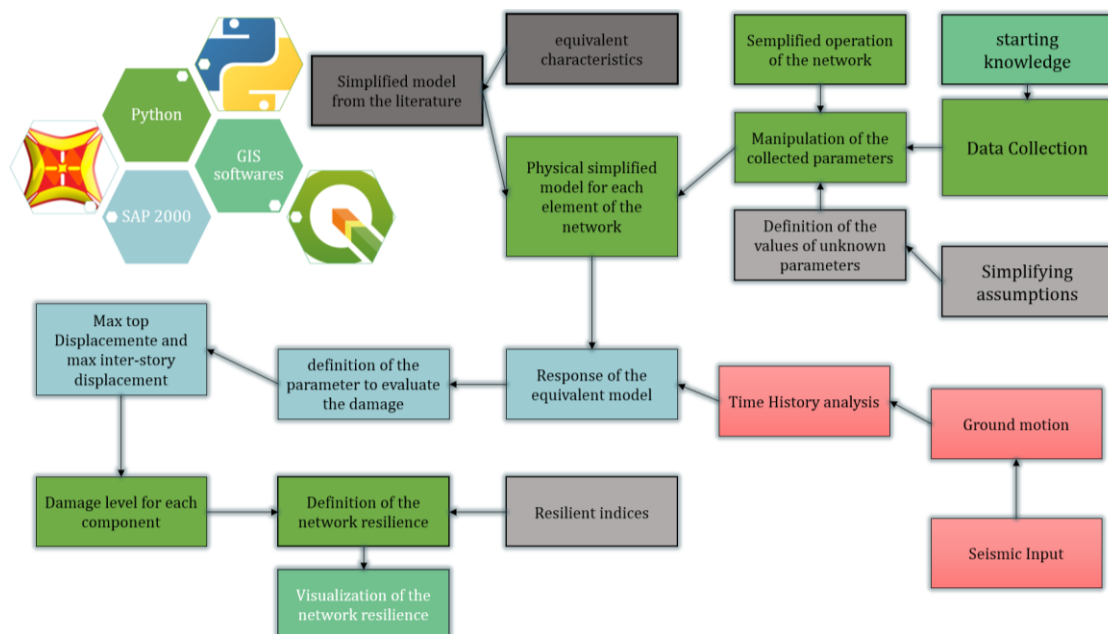 Python
GIS
softwares
SAP 2000
Simplified model
from the literature
equivalent
characteristics
Semplified operation
of the network
starting
knowledge
Physical simplified
model for each
element of the
network
Manipulation of the
collected parameters
Data Collection
Definition of the
values of unknown
parameters
Simplifying
assumptions
Max top
Displacemente and
max inter-story
displacement
definition of the
parameter to evaluate
the damage
Response of the
equivalent model
Time History analysis
Ground motion
Damage level for each
component
Definition of the
network resilience
Resilient indices
Seismic Input
Visualization of the
network resilience